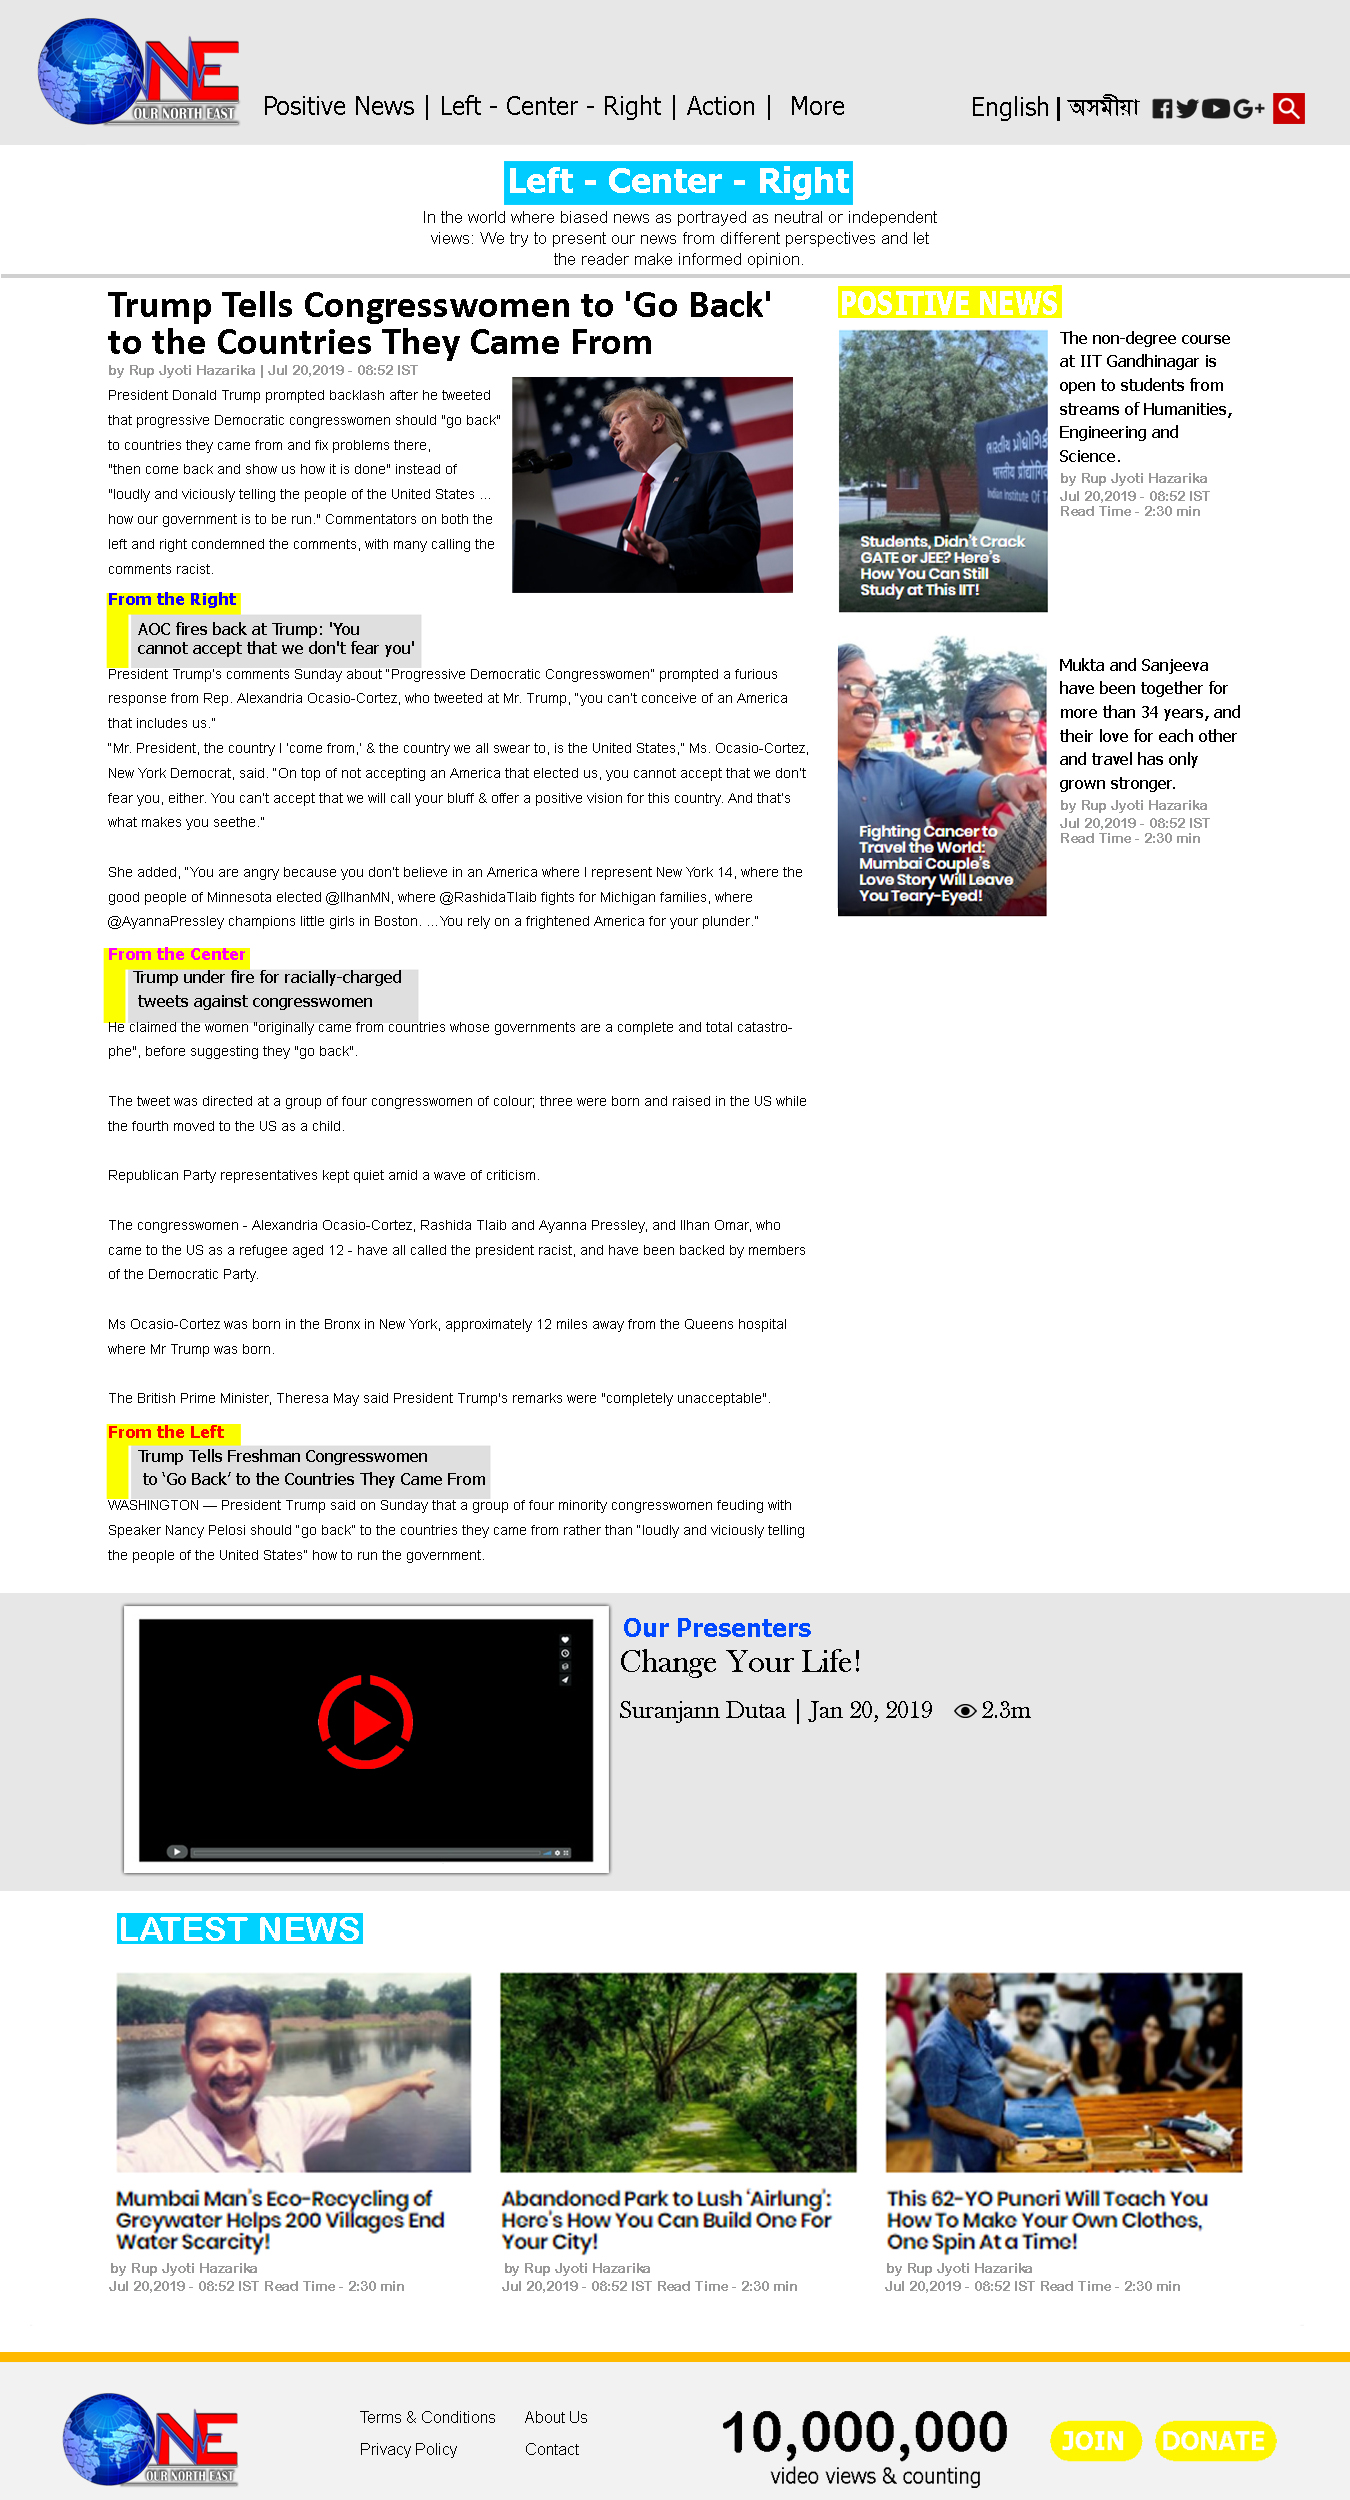 ONE
OUR NORTH EAST
Positive News | Left - Center - Right | Action | More
English | অসমীয়া
Left - Center - Right
In the world where biased news as portrayed as neutral or independent
views: We try to present our news from different perspectives and let
the reader make informed opinion.
Trump Tells Congresswomen to 'Go Back'
to the Countries They Came From
by Rup Jyoti Hazarika | Jul 20,2019 - 08:52 IST
President Donald Trump prompted backlash after he tweeted
that progressive Democratic congresswomen should "go back"
to countries they came from and fix problems there,
"then come back and show us how it is done" instead of
"loudly and viciously telling the people of the United States ...
how our government is to be run." Commentators on both the
left and right condemned the comments, with many calling the
comments racist.
From the Right
AOC fires back at Trump: 'You
cannot accept that we don't fear you'
President Trump's comments Sunday about “Progressive Democratic Congresswomen” prompted a furious
response from Rep. Alexandria Ocasio-Cortez, who tweeted at Mr. Trump, “you can't conceive of an America
that includes us.”
“Mr. President, the country I ‘come from,’ & the country we all swear to, is the United States,” Ms. Ocasio-Cortez,
New York Democrat, said. “On top of not accepting an America that elected us, you cannot accept that we don't
fear you, either. You can't accept that we will call your bluff & offer a positive vision for this country. And that's
what makes you seethe.”
She added, “You are angry because you don't believe in an America where I represent New York 14, where the
good people of Minnesota elected @IlhanMN, where @RashidaTlaib fights for Michigan families, where
@AyannaPressley champions little girls in Boston. …You rely on a frightened America for your plunder.”
From the Center
Trump under fire for racially-charged
tweets against congresswomen
He claimed the women "originally came from countries whose governments are a complete and total catastro-
phe", before suggesting they "go back".
The tweet was directed at a group of four congresswomen of colour; three were born and raised in the US while
the fourth moved to the US as a child.
Republican Party representatives kept quiet amid a wave of criticism.
The congresswomen - Alexandria Ocasio-Cortez, Rashida Tlaib and Ayanna Pressley, and Ilhan Omar, who
came to the US as a refugee aged 12 - have all called the president racist, and have been backed by members
of the Democratic Party.
Ms Ocasio-Cortez was born in the Bronx in New York, approximately 12 miles away from the Queens hospital
where Mr Trump was born.
The British Prime Minister, Theresa May said President Trump's remarks were "completely unacceptable".
From the Left
Trump Tells Freshman Congresswomen
to ‘Go Back’ to the Countries They Came From
WASHINGTON — President Trump said on Sunday that a group of four minority congresswomen feuding with
Speaker Nancy Pelosi should “go back” to the countries they came from rather than “loudly and viciously telling
the people of the United States” how to run the government.
POSITIVE NEWS
भारतीय प्रौद्योगिकी
Indian Institute Of T
Students, Didn't Crack
GATE or JEE? Here's
How You Can Still
Study at This IIT!
The non-degree course
at IIT Gandhinagar is
open to students from
streams of Humanities,
Engineering and
Science.
by Rup Jyoti Hazarika
Jul 20,2019 - 08:52 IST
Read Time - 2:30 min
Fighting Cancer to
Travel the World:
Mumbai Couple's
Love Story Will Leave
You Teary-Eyed!
Mukta and Sanjeeva
have been together for
more than 34 years, and
their love for each other
and travel has only
grown stronger.
by Rup Jyoti Hazarika
Jul 20,2019 - 08:52 IST
Read Time - 2:30 min
Our Presenters
Change Your Life!
Suranjann Dutaa | Jan 20, 2019 2.3m
LATEST NEWS
Mumbai Man's Eco-Recycling of
Greywater Helps 200 Villages End
Water Scarcity!
by Rup Jyoti Hazarika
Jul 20,2019 - 08:52 IST Read Time - 2:30 min
Abandoned Park to Lush ‘Airlung’:
Here's How You Can Build One For
Your City!
by Rup Jyoti Hazarika
Jul 20,2019 - 08:52 IST Read Time - 2:30 min
This 62-YO Puneri Will Teach You
How To Make Your Own Clothes,
One Spin At a Time!
by Rup Jyoti Hazarika
Jul 20,2019 - 08:52 IST Read Time - 2:30 min
ONE
OUR NORTH EAST
Terms & Conditions
About Us
Privacy Policy
Contact
10,000,000
video views & counting
JOIN
DONATE